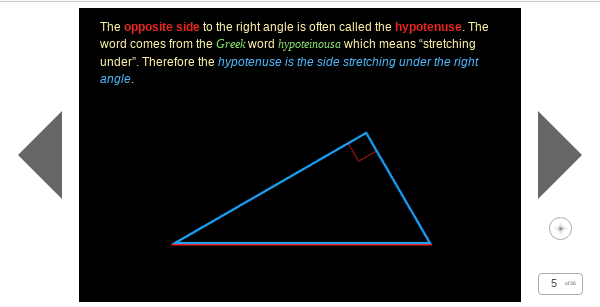 The opposite side to the right angle is often called the hypotenuse. The
word comes from the Greek word hypoteinousa which means “stretching
under”. Therefore the hypotenuse is the side stretching under the right
angle.
5 of 36